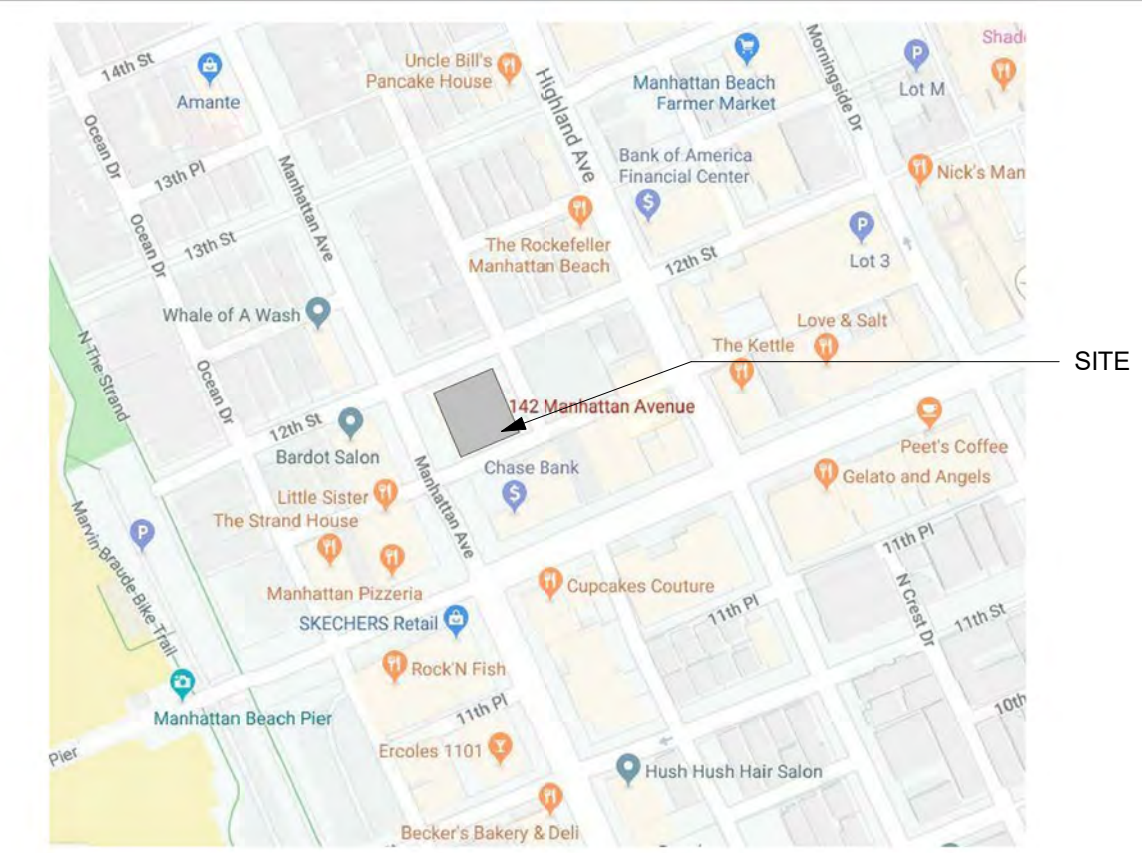 14th St
Amante
Uncle Bill's
Pancake House
Highland Ave
Manhattan Beach
Farmer Market
Morningside Dr
Lot M
Ocean Dr
13th Pl
Manhattan Ave
Bank of America
Financial Center
Nick's Man
Ocean Dr
13th St
The Rockefeller
Manhattan Beach
12th St
Lot 3
Whale of A Wash
N The Strand
Love & Salt
The Kettle
SITE
Ocean Dr
142 Manhattan Avenue
12th St
Bardot Salon
Peet's Coffee
Manhattan Ave
Chase Bank
Gelato and Angels
Little Sister
The Strand House
Marvin Braude Bike Trail
11th Pl
Manhattan Pizzeria
Cupcakes Couture
N Crest Dr
11th Pl
11th St
SKECHERS Retail
Rock'N Fish
Manhattan Beach Pier
11th Pl
10th
Pier
Ercoles 1101
Hush Hush Hair Salon
Becker's Bakery & Deli